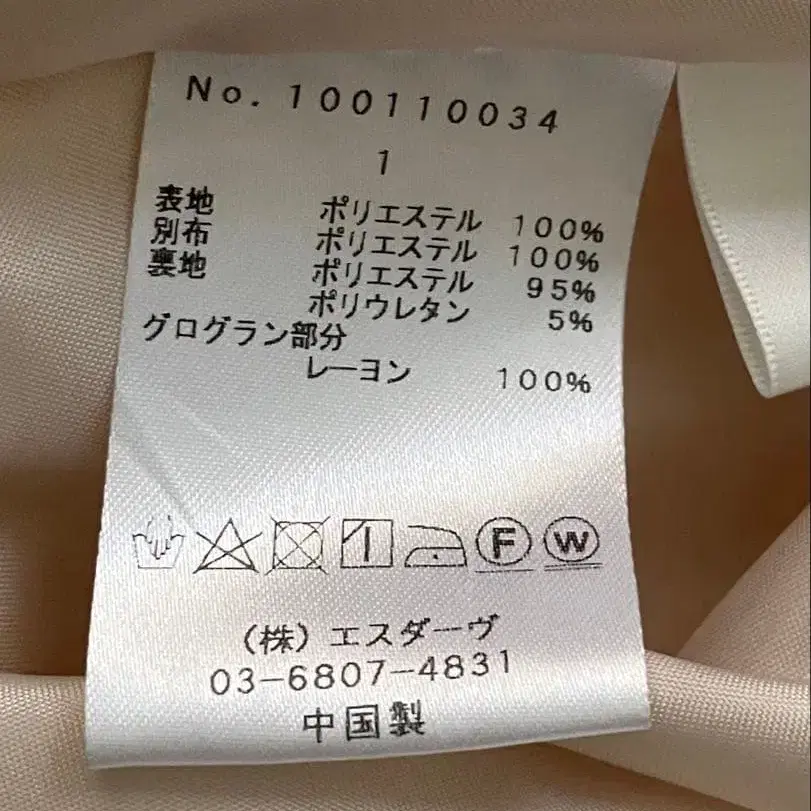 No. 100110034
1
表地 ポリエステル 100%
別布 ポリエステル 100%
裏地 ポリエステル 95%
ポリウレタン 5%
グログラン部分
レーヨン 100%
F W
(株)エスダーヴ
03-6807-4831
中国製